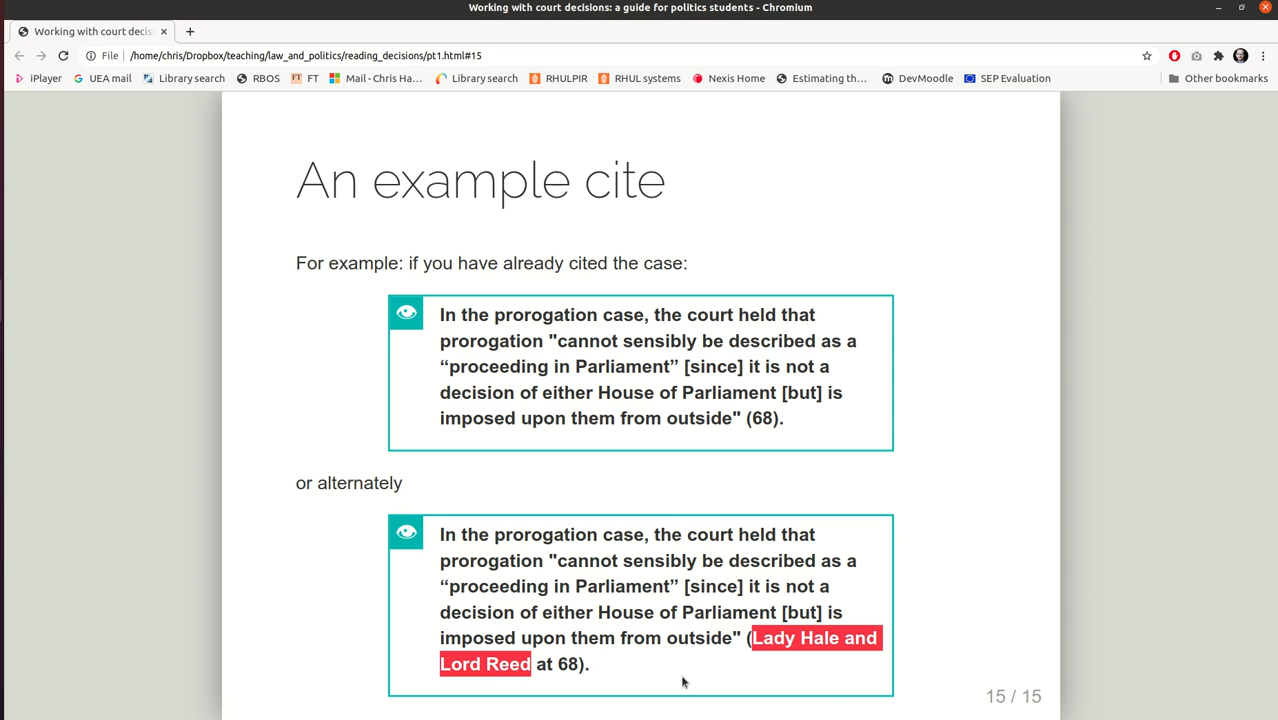 Working with court decisions: a guide for politics students - Chromium
Working with court decis
File /home/chris/Dropbox/teaching/law_and_politics/reading_decisions/pt1.html#15
iPlayer UEA mail Library search RBOS FT FT Mail - Chris Ha... Library search RHULPIR RHUL systems Nexis Home Estimating th... m DevMoodle SEP Evaluation Other bookmarks
An example cite
For example: if you have already cited the case:
In the prorogation case, the court held that
prorogation "cannot sensibly be described as a
“proceeding in Parliament” [since] it is not a
decision of either House of Parliament [but] is
imposed upon them from outside" (68).
or alternately
In the prorogation case, the court held that
prorogation "cannot sensibly be described as a
“proceeding in Parliament” [since] it is not a
decision of either House of Parliament [but] is
imposed upon them from outside" (Lady Hale and
Lord Reed at 68).
15 / 15